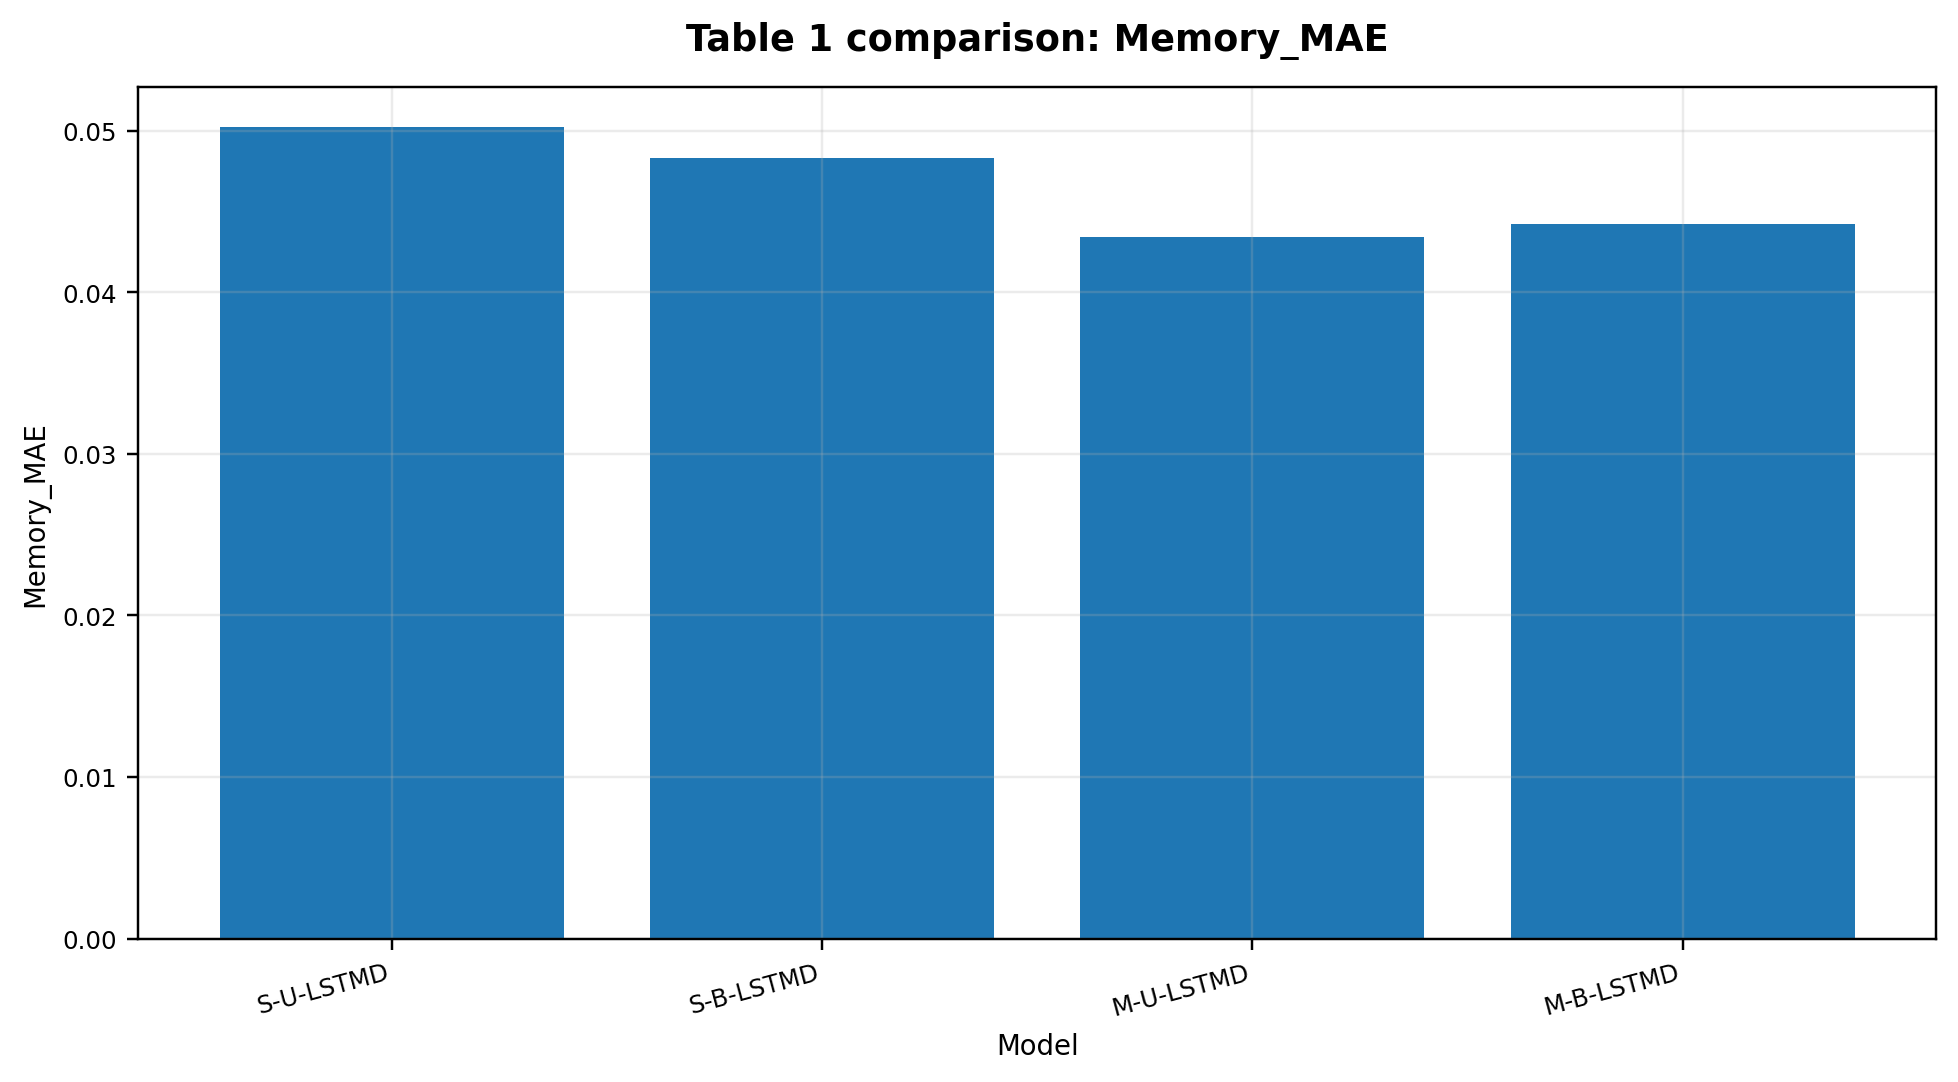 Table 1 comparison: Memory_MAE
Memory_MAE
0.05
0.04
0.03
0.02
0.01
0.00
S-U-LSTMD
S-B-LSTMD
M-U-LSTMD
M-B-LSTMD
Model